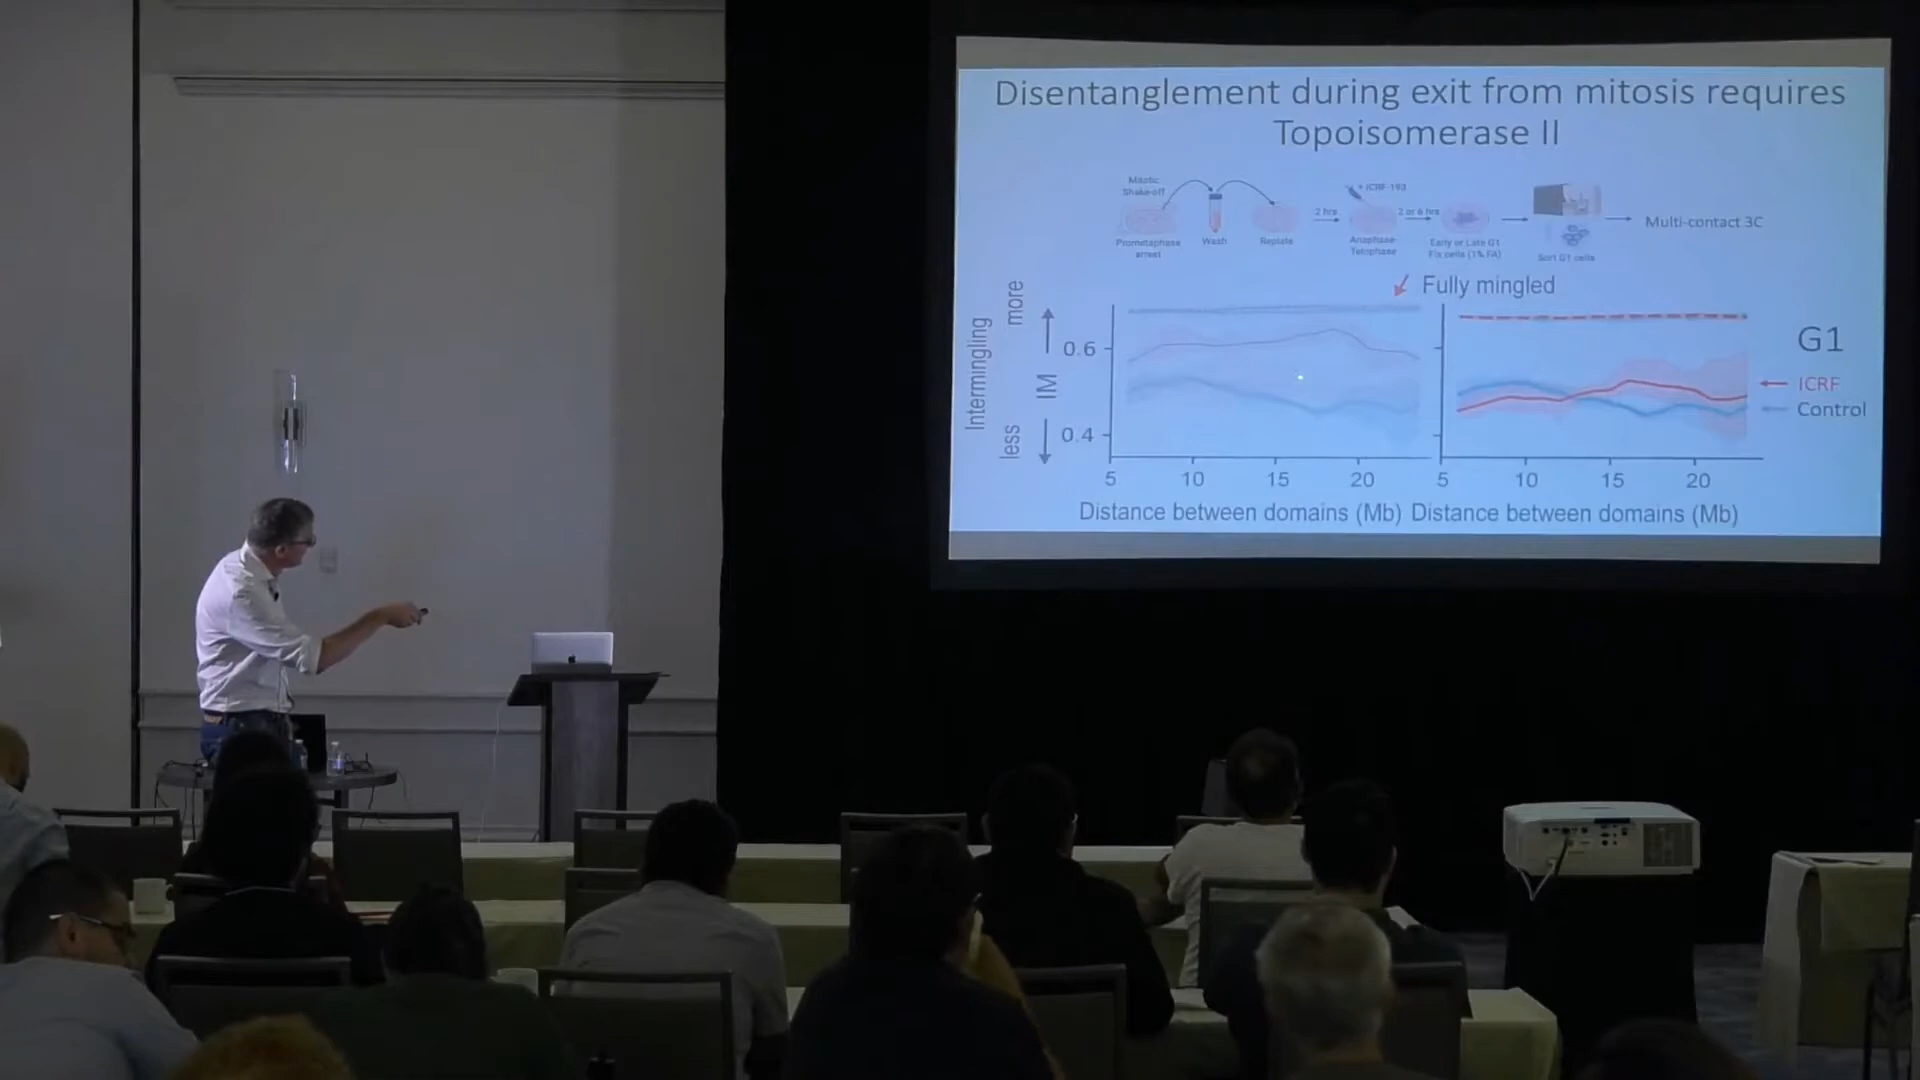 Disentanglement during exit from mitosis requires
Topoisomerase II
Mitotic
Shake-off
+ ICRF-193
2 hrs
2 or 6 hrs
Multi-contact 3C
Prometaphase
arrest
Wash
Replate
Anaphase-
Telophase
Early or Late G1
Fix cells (1% FA)
Sort G1 cells
Fully mingled
more
Intermingling
IM
less
0.6
0.4
G1
ICRF
Control
5 10 15 20
5 10 15 20
Distance between domains (Mb)
Distance between domains (Mb)